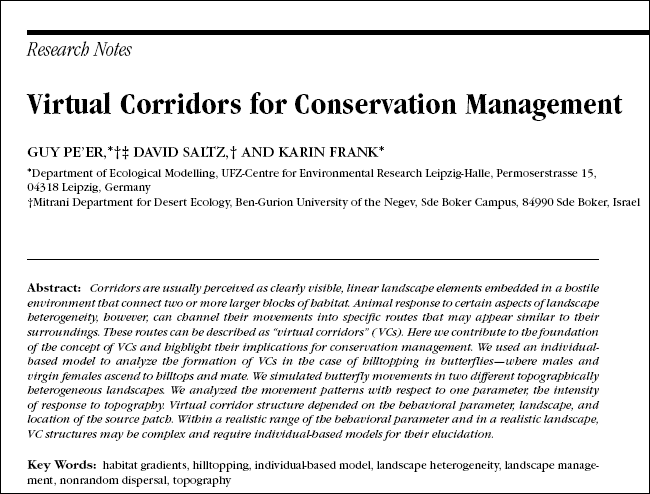 Research Notes
Virtual Corridors for Conservation Management
GUY PE'ER,*†‡ DAVID SALTZ,† AND KARIN FRANK*
*Department of Ecological Modelling, UFZ-Centre for Environmental Research Leipzig-Halle, Permoserstrasse 15,
04318 Leipzig, Germany
†Mitrani Department for Desert Ecology, Ben-Gurion University of the Negev, Sde Boker Campus, 84990 Sde Boker, Israel
Abstract: Corridors are usually perceived as clearly visible, linear landscape elements embedded in a hostile
environment that connect two or more larger blocks of habitat. Animal response to certain aspects of landscape
heterogeneity, however, can channel their movements into specific routes that may appear similar to their
surroundings. These routes can be described as "virtual corridors" (VCs). Here we contribute to the foundation
of the concept of VCs and highlight their implications for conservation management. We used an individual-
based model to analyze the formation of VCs in the case of hilltopping in butterflies—where males and
virgin females ascend to hilltops and mate. We simulated butterfly movements in two different topographically
heterogeneous landscapes. We analyzed the movement patterns with respect to one parameter, the intensity
of response to topography. Virtual corridor structure depended on the behavioral parameter, landscape, and
location of the source patch. Within a realistic range of the behavioral parameter and in a realistic landscape,
VC structures may be complex and require individual-based models for their elucidation.
Key Words: habitat gradients, hilltopping, individual-based model, landscape heterogeneity, landscape manage-
ment, nonrandom dispersal, topography